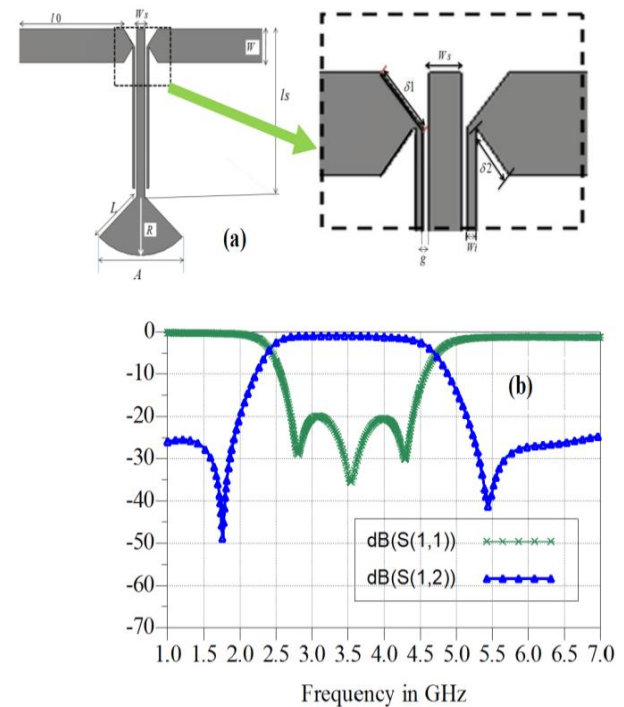 l0
Ws
W
ls
L
R
A
(a)
δ1
Ws
δ2
g
Wi
(b)
0
-10
-20
-30
-40
-50
-60
-70
dB(S(1,1))
dB(S(1,2))
1.0 1.5 2.0 2.5 3.0 3.5 4.0 4.5 5.0 5.5 6.0 6.5 7.0
Frequency in GHz